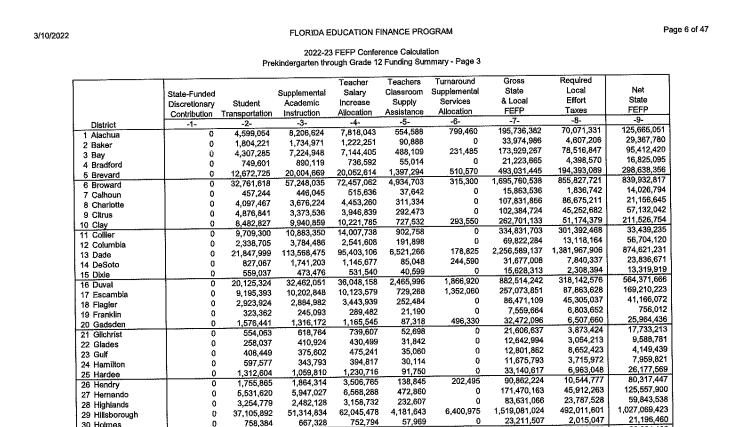 3/10/2022 FLORIDA EDUCATION FINANCE PROGRAM Page 6 of 47
2022-23 FEFP Conference Calculation
Prekindergarten through Grade 12 Funding Summary - Page 3
Teacher Teachers Turnaround Gross Required
State-Funded Supplemental Salary Classroom Supplemental State Local Net
Discretionary Student Academic Increase Supply Services & Local Effort State
Contribution Transportation Instruction Allocation Assistance Allocation FEFP Taxes FEFP
District -1- -2- -3- -4- -5- -6- -7- -8- -9-
1 Alachua 0 4,599,054 8,206,624 7,818,043 554,588 799,460 195,736,382 70,071,331 125,665,051
2 Baker 0 1,804,221 1,734,971 1,222,251 90,888 0 33,974,986 4,607,206 29,367,780
3 Bay 0 4,307,285 7,224,948 7,144,405 488,109 231,485 173,929,267 78,516,847 95,412,420
4 Bradford 0 749,601 890,119 736,592 55,014 0 21,223,665 4,398,570 16,825,095
5 Brevard 0 12,672,725 20,004,669 20,052,614 1,397,294 510,570 493,031,445 194,393,089 298,638,356
6 Broward 0 32,761,618 57,248,035 72,457,062 4,934,703 315,300 1,695,760,538 855,827,721 839,932,817
7 Calhoun 0 457,244 446,045 515,636 37,642 0 15,863,536 1,836,742 14,026,794
8 Charlotte 0 4,097,467 3,676,224 4,453,260 311,334 0 107,831,856 86,675,211 21,156,645
9 Citrus 0 4,876,841 3,373,536 3,946,839 292,473 0 102,384,724 45,252,682 57,132,042
10 Clay 0 8,482,827 9,940,859 10,221,785 727,532 293,550 262,701,133 51,174,379 211,526,754
11 Collier 0 9,709,300 10,883,350 14,007,738 902,758 0 334,831,703 301,392,468 33,439,235
12 Columbia 0 2,338,705 3,784,486 2,541,608 191,898 0 69,822,284 13,118,164 56,704,120
13 Dade 0 21,847,999 113,568,475 95,403,106 6,521,266 178,825 2,256,589,137 1,381,967,906 874,621,231
14 DeSoto 0 827,067 1,741,203 1,145,677 85,048 244,590 31,677,008 7,840,337 23,836,671
15 Dixie 0 559,037 473,476 531,540 40,599 0 15,628,313 2,308,394 13,319,919
16 Duval 0 20,125,324 32,462,051 36,048,158 2,465,996 1,866,920 882,514,242 318,142,576 564,371,666
17 Escambia 0 9,195,393 10,202,848 10,123,579 729,268 1,352,060 257,073,851 87,863,628 169,210,223
18 Flagler 0 2,923,924 2,884,982 3,443,939 252,484 0 86,471,109 45,305,037 41,166,072
19 Franklin 0 323,362 245,093 289,482 21,190 0 7,559,664 6,803,652 756,012
20 Gadsden 0 1,576,441 1,316,172 1,165,545 87,318 496,330 32,472,096 6,507,660 25,964,436
21 Gilchrist 0 554,063 618,764 739,607 52,698 0 21,606,637 3,873,424 17,733,213
22 Glades 0 258,037 410,924 430,499 31,842 0 12,642,994 3,054,213 9,588,781
23 Gulf 0 406,449 375,602 475,241 35,060 0 12,801,862 8,652,423 4,149,439
24 Hamilton 0 597,577 343,793 394,817 30,114 0 11,675,793 3,715,972 7,959,821
25 Hardee 0 1,312,604 1,059,810 1,230,716 91,750 0 33,140,617 6,963,048 26,177,569
26 Hendry 0 1,755,865 1,864,314 3,506,765 138,845 202,495 90,862,224 10,544,777 80,317,447
27 Hernando 0 5,531,620 5,947,027 6,568,288 472,860 0 171,470,163 45,912,263 125,557,900
28 Highlands 0 3,254,779 2,482,128 3,158,732 232,607 0 83,631,066 23,787,528 59,843,538
29 Hillsborough 0 37,105,892 51,314,834 62,045,478 4,181,643 6,400,975 1,519,081,024 492,011,601 1,027,069,423
30 Holmes 0 758,384 667,328 752,794 57,969 0 23,211,507 2,015,047 21,196,460